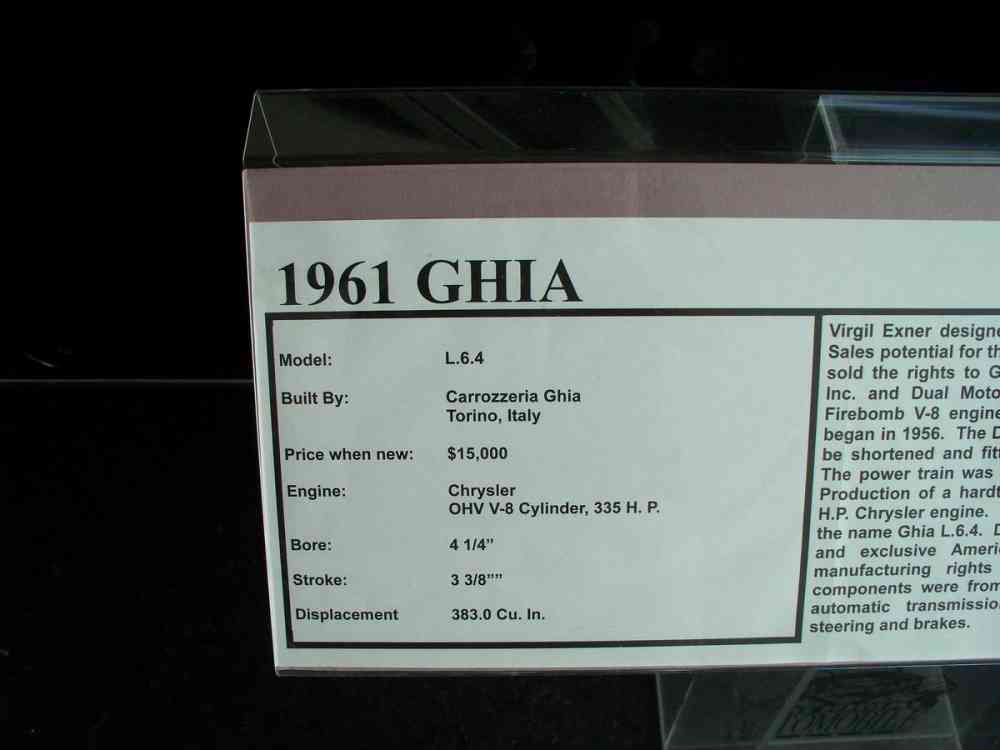 1961 GHIA
Model: L.6.4
Built By: Carrozzeria Ghia
Torino, Italy
Price when new: $15,000
Engine: Chrysler
OHV V-8 Cylinder, 335 H. P.
Bore: 4 1/4”
Stroke: 3 3/8””
Displacement 383.0 Cu. In.
Virgil Exner designe
Sales potential for th
sold the rights to G
Inc. and Dual Moto
Firebomb V-8 engine
began in 1956. The D
be shortened and fit
The power train was
Production of a hardt
H.P. Chrysler engine.
the name Ghia L.6.4. D
and exclusive Ameri
manufacturing rights
components were from
automatic transmissio
steering and brakes.